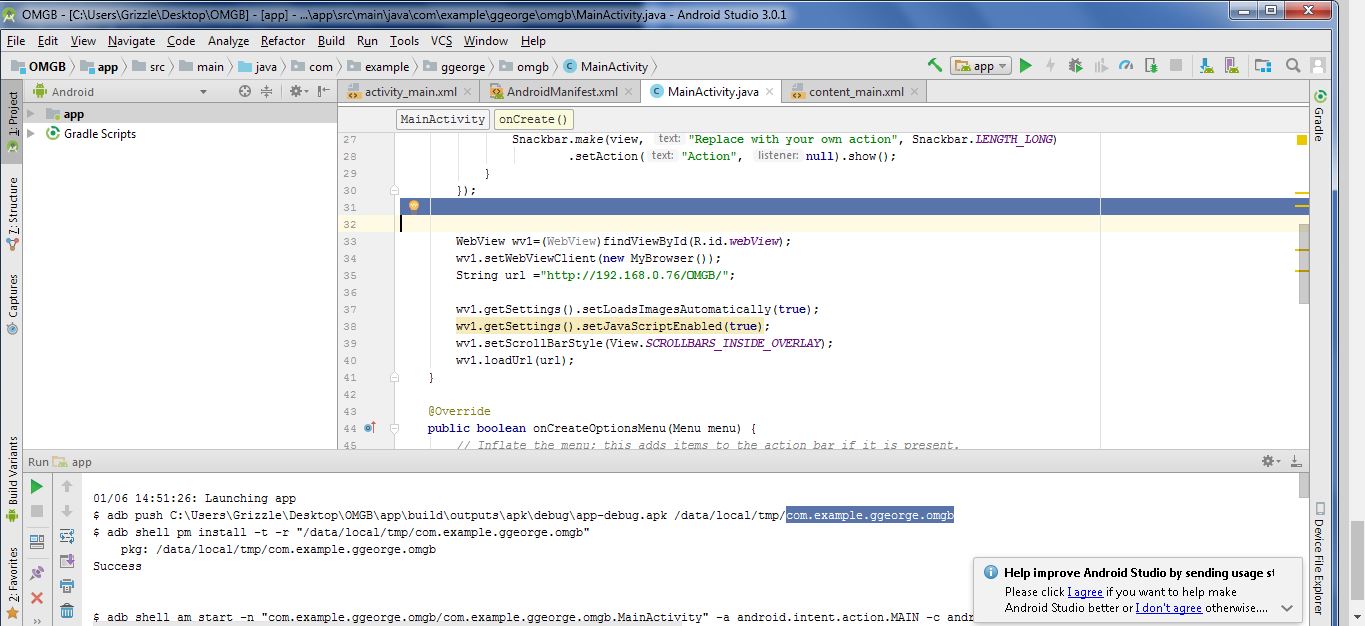 OMGB - [C:\Users\Grizzle\Desktop\OMGB] - [app] - ...\app\src\main\java\com\example\ggeorge\omgb\MainActivity.java - Android Studio 3.0.1
File Edit View Navigate Code Analyze Refactor Build Run Tools VCS Window Help
OMGB app src main java com example ggeorge omgb MainActivity app
1: Project
Z: Structure
Captures
Build Variants
2: Favorites
Android
app
Gradle Scripts
activity_main.xml AndroidManifest.xml MainActivity.java content_main.xml
MainActivity onCreate()
27 Snackbar.make(view, text: "Replace with your own action", Snackbar.LENGTH_LONG)
28 .setAction( text: "Action", listener: null).show();
29 }
30 });
31
32
33 WebView wv1=(WebView)findViewById(R.id.webView);
34 wv1.setWebViewClient(new MyBrowser());
35 String url ="http://192.168.0.76/OMGB/";
36
37 wv1.getSettings().setLoadsImagesAutomatically(true);
38 wv1.getSettings().setJavaScriptEnabled(true);
39 wv1.setScrollBarStyle(View.SCROLLBARS_INSIDE_OVERLAY);
40 wv1.loadUrl(url);
41 }
42
43 @Override
44 public boolean onCreateOptionsMenu(Menu menu) {
45 // Inflate the menu; this adds items to the action bar if it is present.
Gradle
Device File Explorer
Run app
01/06 14:51:26: Launching app
$ adb push C:\Users\Grizzle\Desktop\OMGB\app\build\outputs\apk\debug\app-debug.apk /data/local/tmp/com.example.ggeorge.omgb
$ adb shell pm install -t -r "/data/local/tmp/com.example.ggeorge.omgb"
pkg: /data/local/tmp/com.example.ggeorge.omgb
Success
$ adb shell am start -n "com.example.ggeorge.omgb/com.example.ggeorge.omgb.MainActivity" -a android.intent.action.MAIN -c andr
Help improve Android Studio by sending usage st
Please click I agree if you want to help make
Android Studio better or I don't agree otherwise....